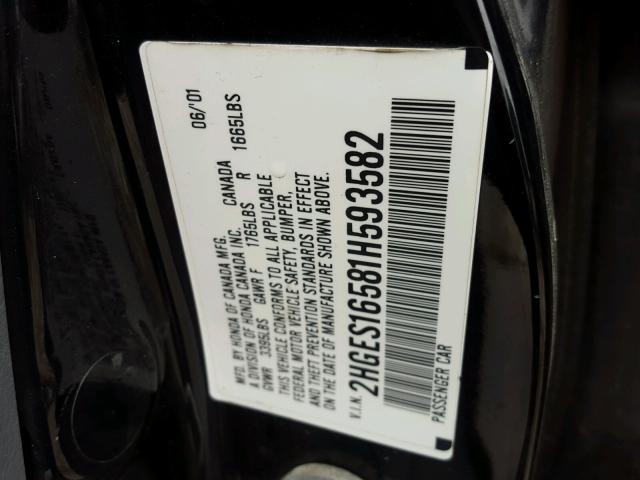 MFD. BY HONDA OF CANADA MFG. 06/'01
A DIVISION OF HONDA CANADA INC. CANADA
GVWR 3395LBS GAWR F 1765LBS R 1665LBS
THIS VEHICLE CONFORMS TO ALL APPLICABLE
FEDERAL MOTOR VEHICLE SAFETY, BUMPER,
AND THEFT PREVENTION STANDARDS IN EFFECT
ON THE DATE OF MANUFACTURE SHOWN ABOVE.
V.I.N. 2HGES16581H593582
PASSENGER CAR